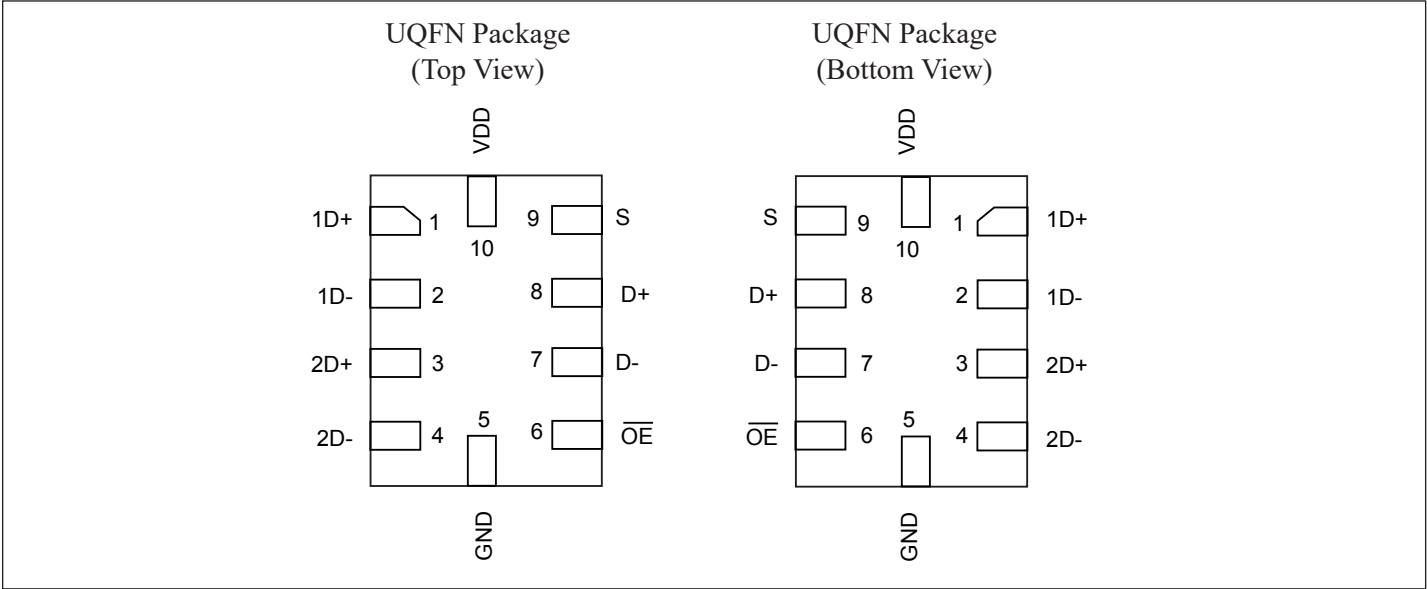 UQFN Package
(Top View)
VDD
1D+ 1 9 S
10
1D- 2 8 D+
2D+ 3 7 D-
5
2D- 4 6 O̅E̅
GND
UQFN Package
(Bottom View)
VDD
S 9 1 1D+
10
D+ 8 2 1D-
D- 7 3 2D+
5
O̅E̅ 6 4 2D-
GND